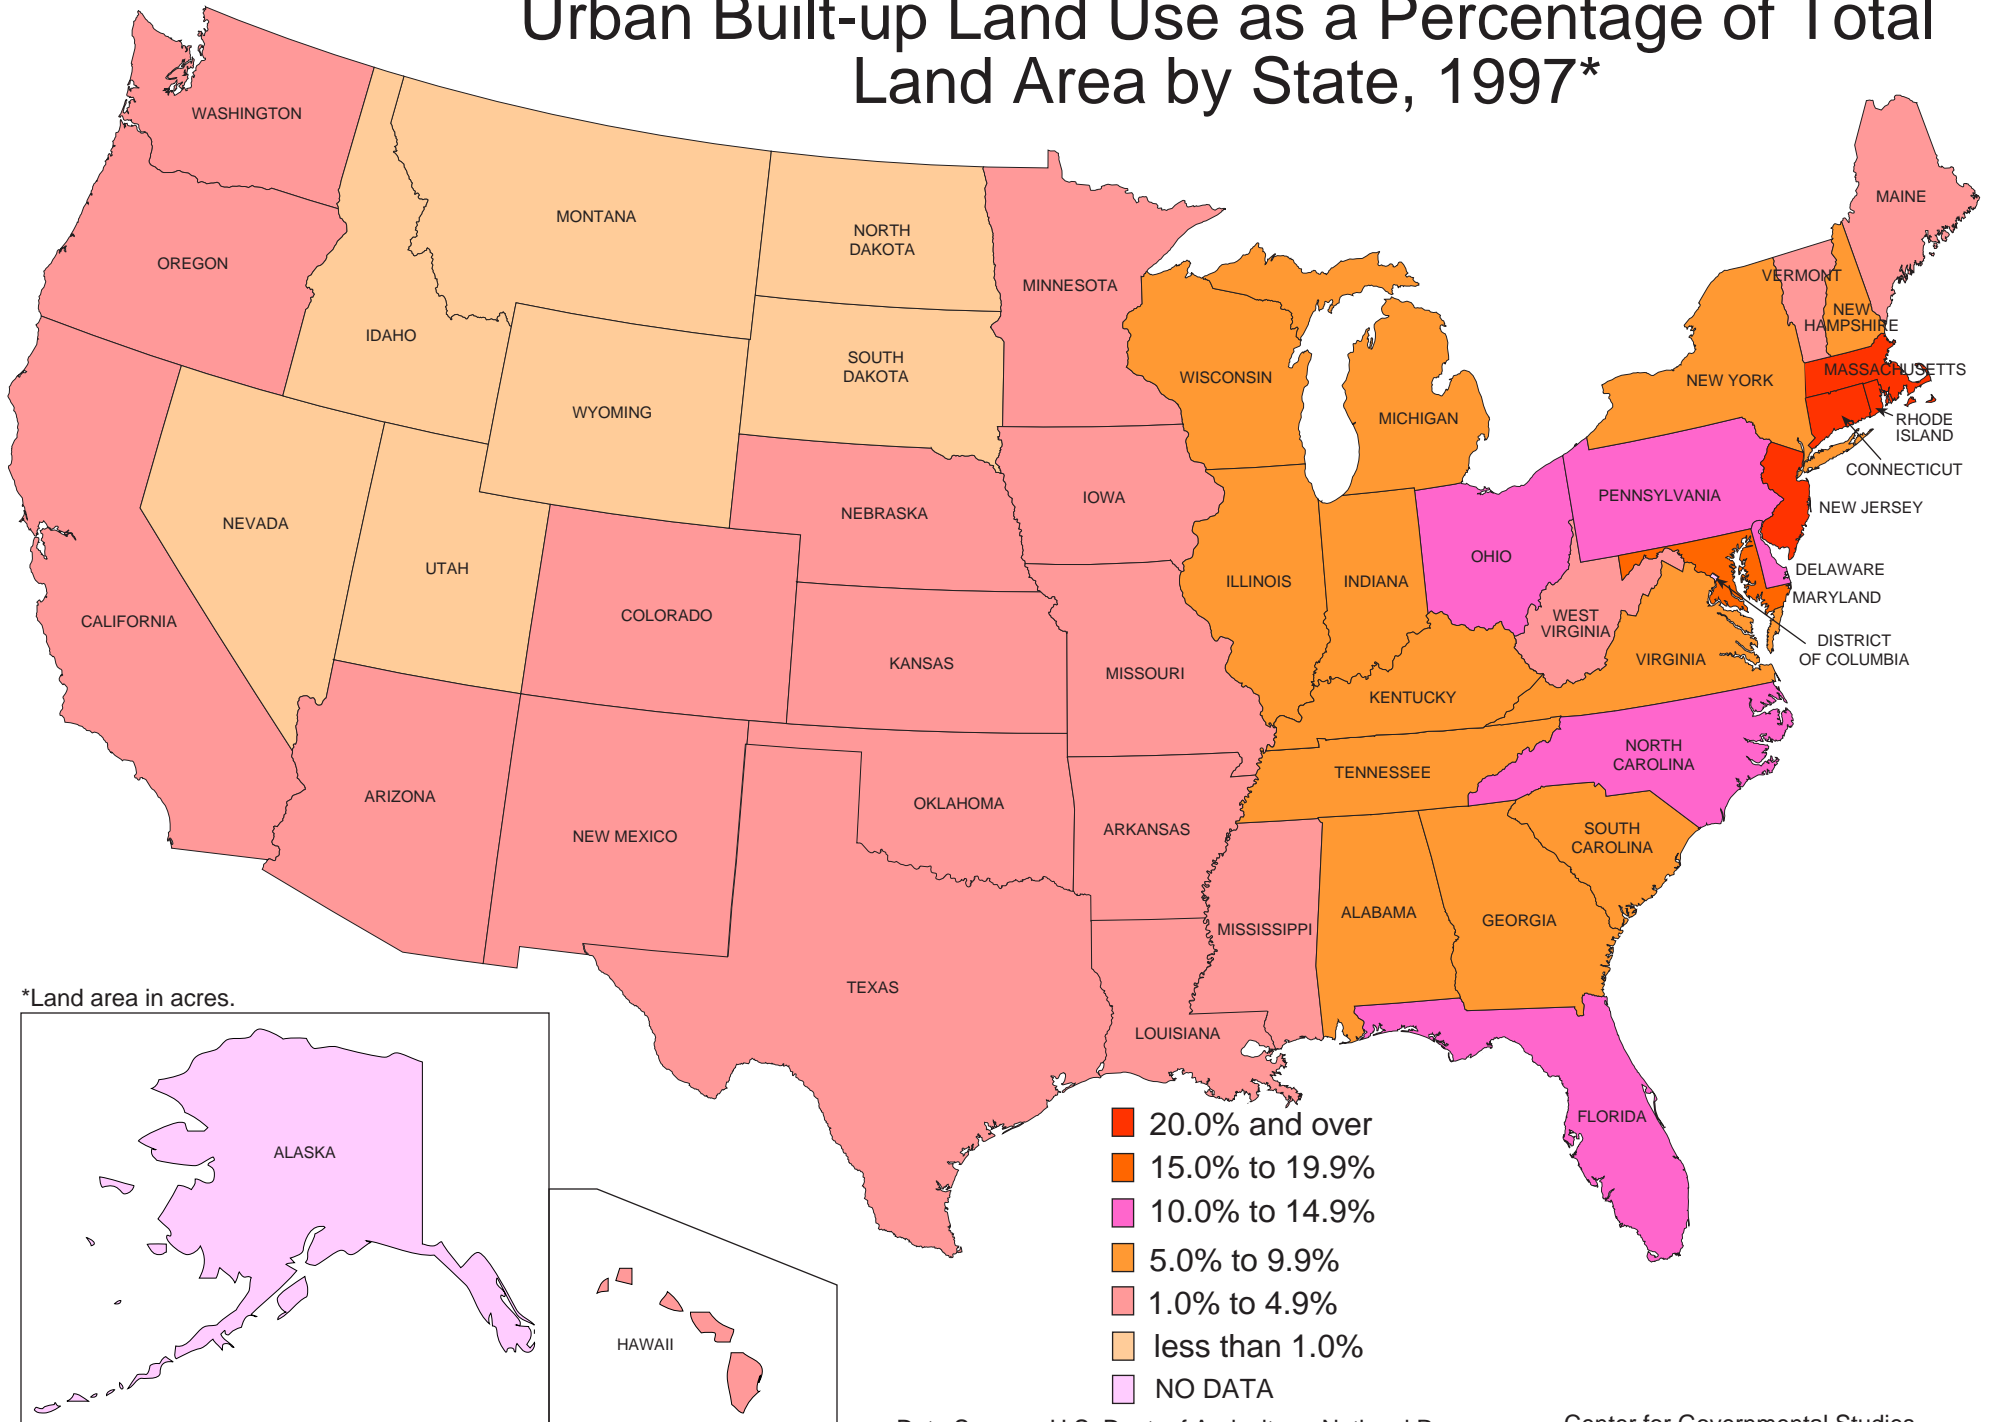 Urban Built-up Land Use as a Percentage of Total
Land Area by State, 1997*
WASHINGTON
OREGON
CALIFORNIA
IDAHO
NEVADA
MONTANA
WYOMING
UTAH
ARIZONA
COLORADO
NEW MEXICO
NORTH
DAKOTA
SOUTH
DAKOTA
NEBRASKA
KANSAS
OKLAHOMA
TEXAS
MINNESOTA
IOWA
MISSOURI
ARKANSAS
LOUISIANA
WISCONSIN
ILLINOIS
MICHIGAN
INDIANA
OHIO
KENTUCKY
TENNESSEE
MISSISSIPPI
ALABAMA
GEORGIA
FLORIDA
SOUTH
CAROLINA
NORTH
CAROLINA
VIRGINIA
WEST
VIRGINIA
PENNSYLVANIA
NEW YORK
VERMONT
NEW
HAMPSHIRE
MAINE
MASSACHUSETTS
RHODE
ISLAND
CONNECTICUT
NEW JERSEY
DELAWARE
MARYLAND
DISTRICT
OF COLUMBIA
*Land area in acres.
ALASKA
HAWAII
20.0% and over
15.0% to 19.9%
10.0% to 14.9%
5.0% to 9.9%
1.0% to 4.9%
less than 1.0%
NO DATA
Center for Governmental Studies